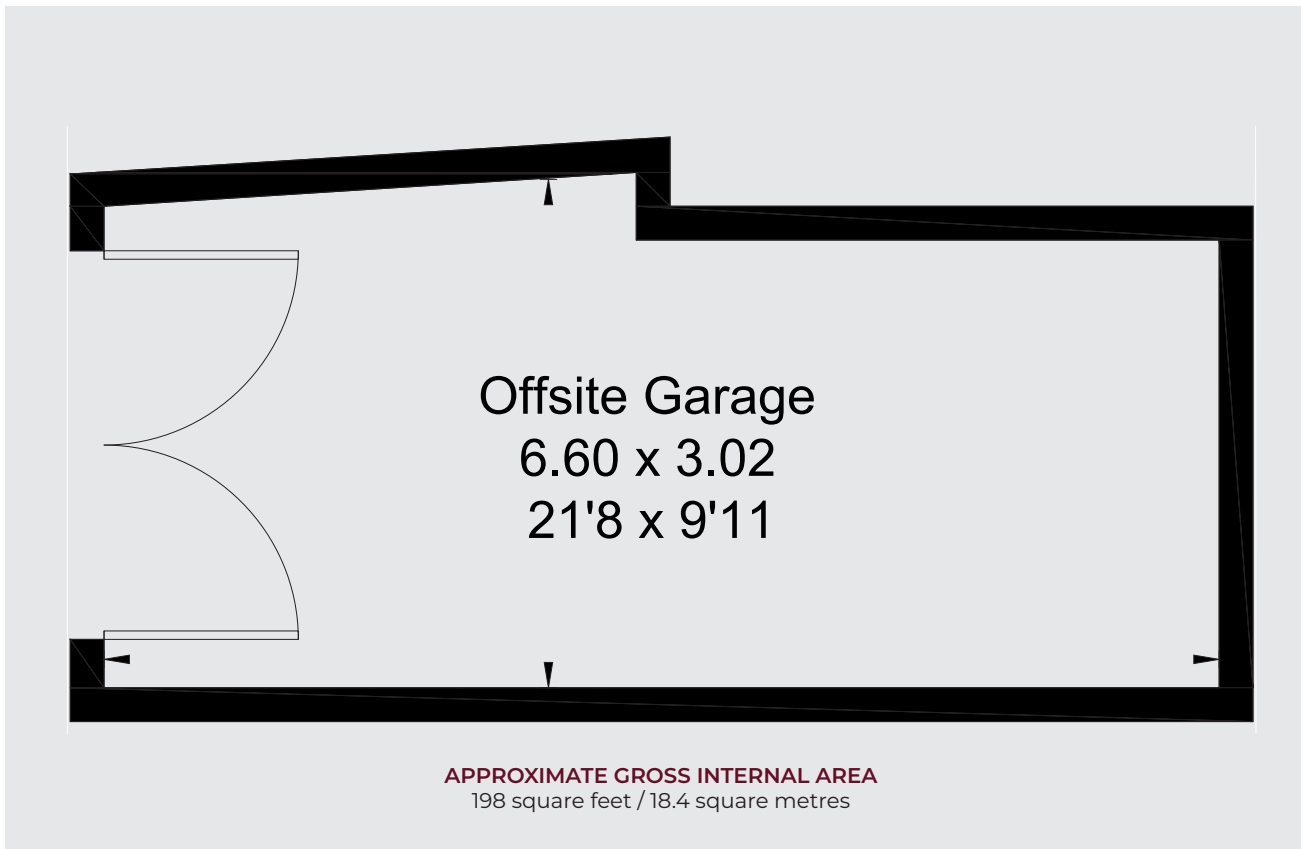 Offsite Garage
6.60 x 3.02
21'8 x 9'11
APPROXIMATE GROSS INTERNAL AREA
198 square feet / 18.4 square metres